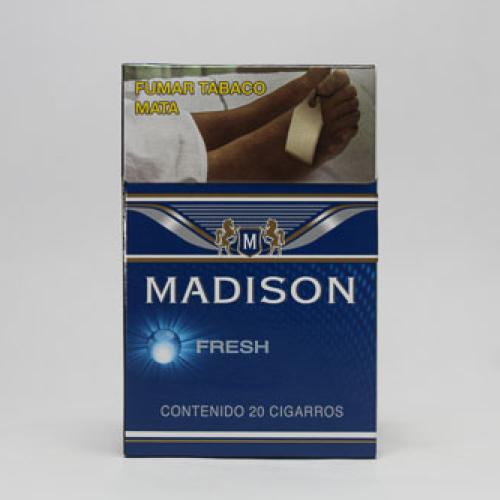 FUMAR TABACO
MATA
M
MADISON
FRESH
CONTENIDO 20 CIGARROS